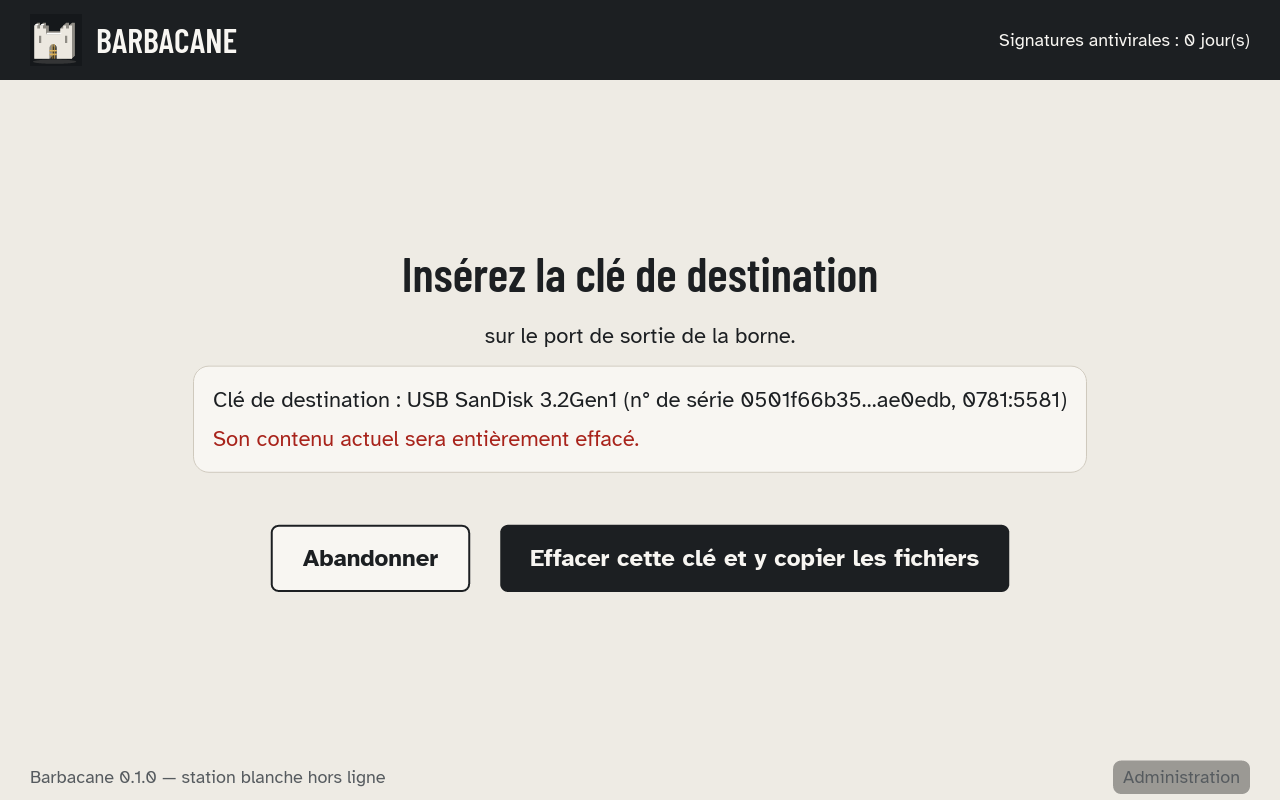 BARBACANE
Signatures antivirales : 0 jour(s)
Insérez la clé de destination
sur le port de sortie de la borne.
Clé de destination : USB SanDisk 3.2Gen1 (n° de série 0501f66b35...ae0edb, 0781:5581)
Son contenu actuel sera entièrement effacé.
Abandonner
Effacer cette clé et y copier les fichiers
Barbacane 0.1.0 — station blanche hors ligne
Administration